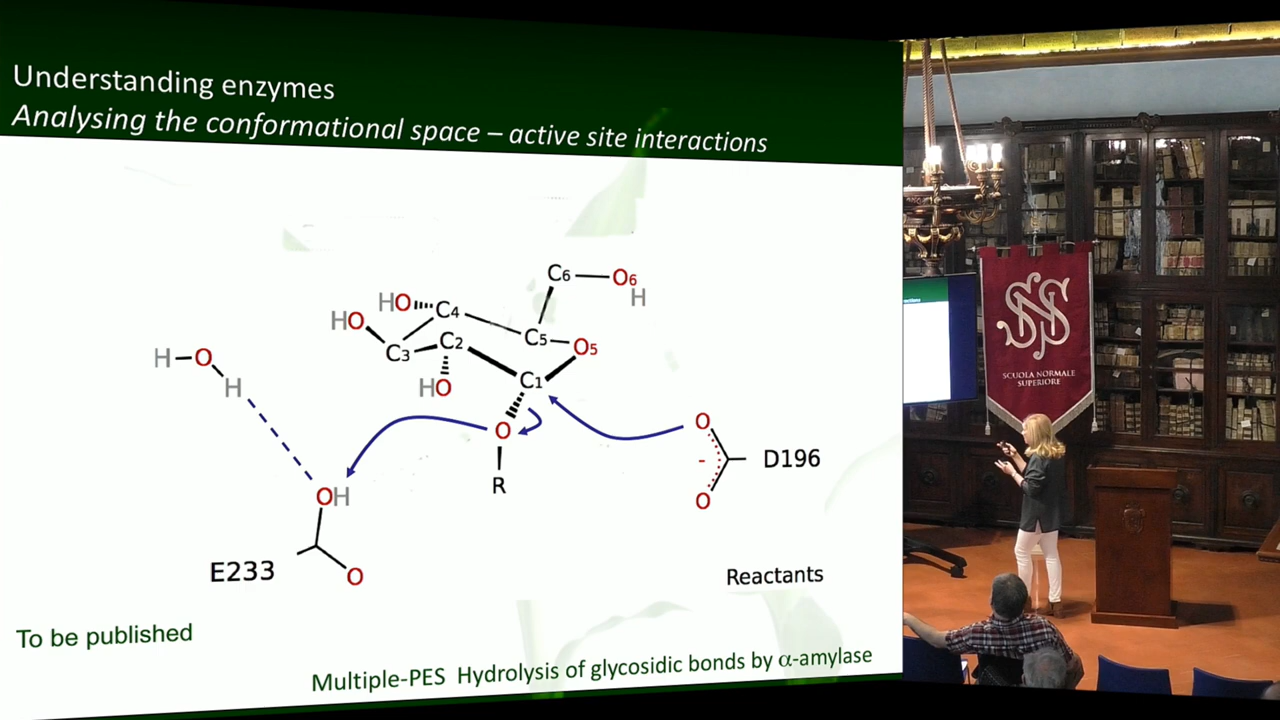 Understanding enzymes
Analysing the conformational space – active site interactions
C6
O6
H
HO
C4
HO
C5
O5
C3
C2
H
O
H
HO
C1
O
R
O
-
O
D196
OH
O
E233
Reactants
To be published
Multiple-PES Hydrolysis of glycosidic bonds by α-amylase
SNS
SCUOLA NORMALE
SUPERIORE